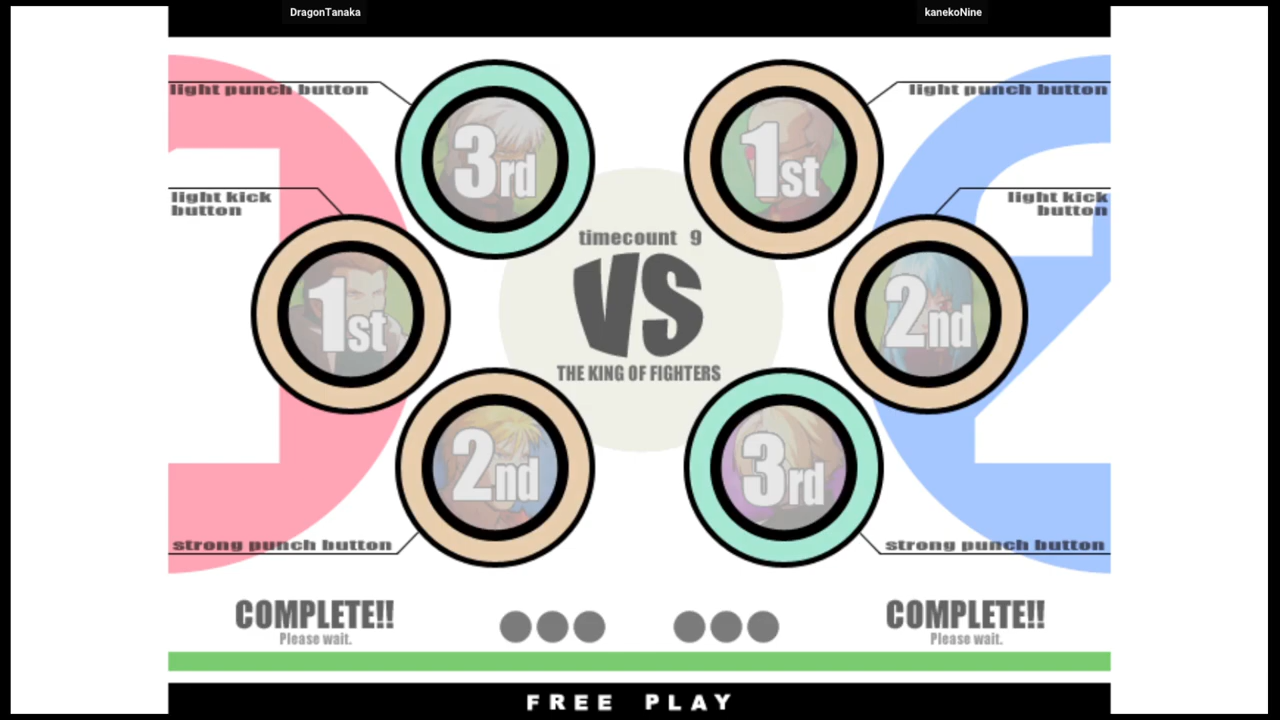 DragonTanaka
kanekoNine
light punch button
3rd
1st
light punch button
light kick
button
light kick
button
timecount 9
VS
THE KING OF FIGHTERS
1st
2nd
2nd
3rd
strong punch button
strong punch button
COMPLETE!!
Please wait.
COMPLETE!!
Please wait.
FREE PLAY